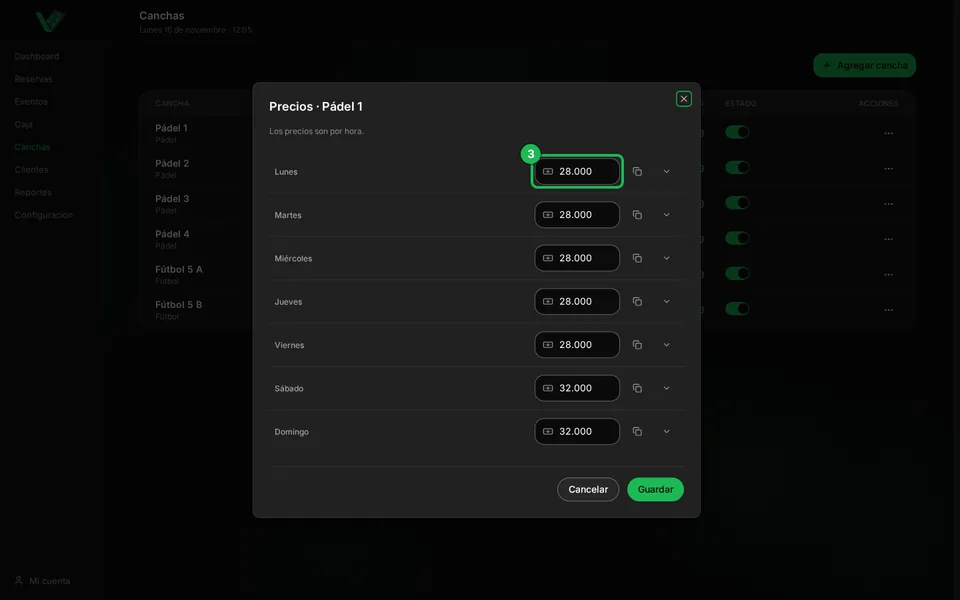 Canchas
Lunes 16 de noviembre · 12:05
Dashboard
Reservas
Eventos
Caja
Canchas
Clientes
Reportes
Configuración
Mi cuenta
+ Agregar cancha
CANCHA
ESTADO
ACCIONES
Pádel 1
Pádel
Pádel 2
Pádel
Pádel 3
Pádel
Pádel 4
Pádel
Fútbol 5 A
Fútbol
Fútbol 5 B
Fútbol
Precios · Pádel 1
Los precios son por hora.
3
Lunes 28.000
Martes 28.000
Miércoles 28.000
Jueves 28.000
Viernes 28.000
Sábado 32.000
Domingo 32.000
Cancelar
Guardar